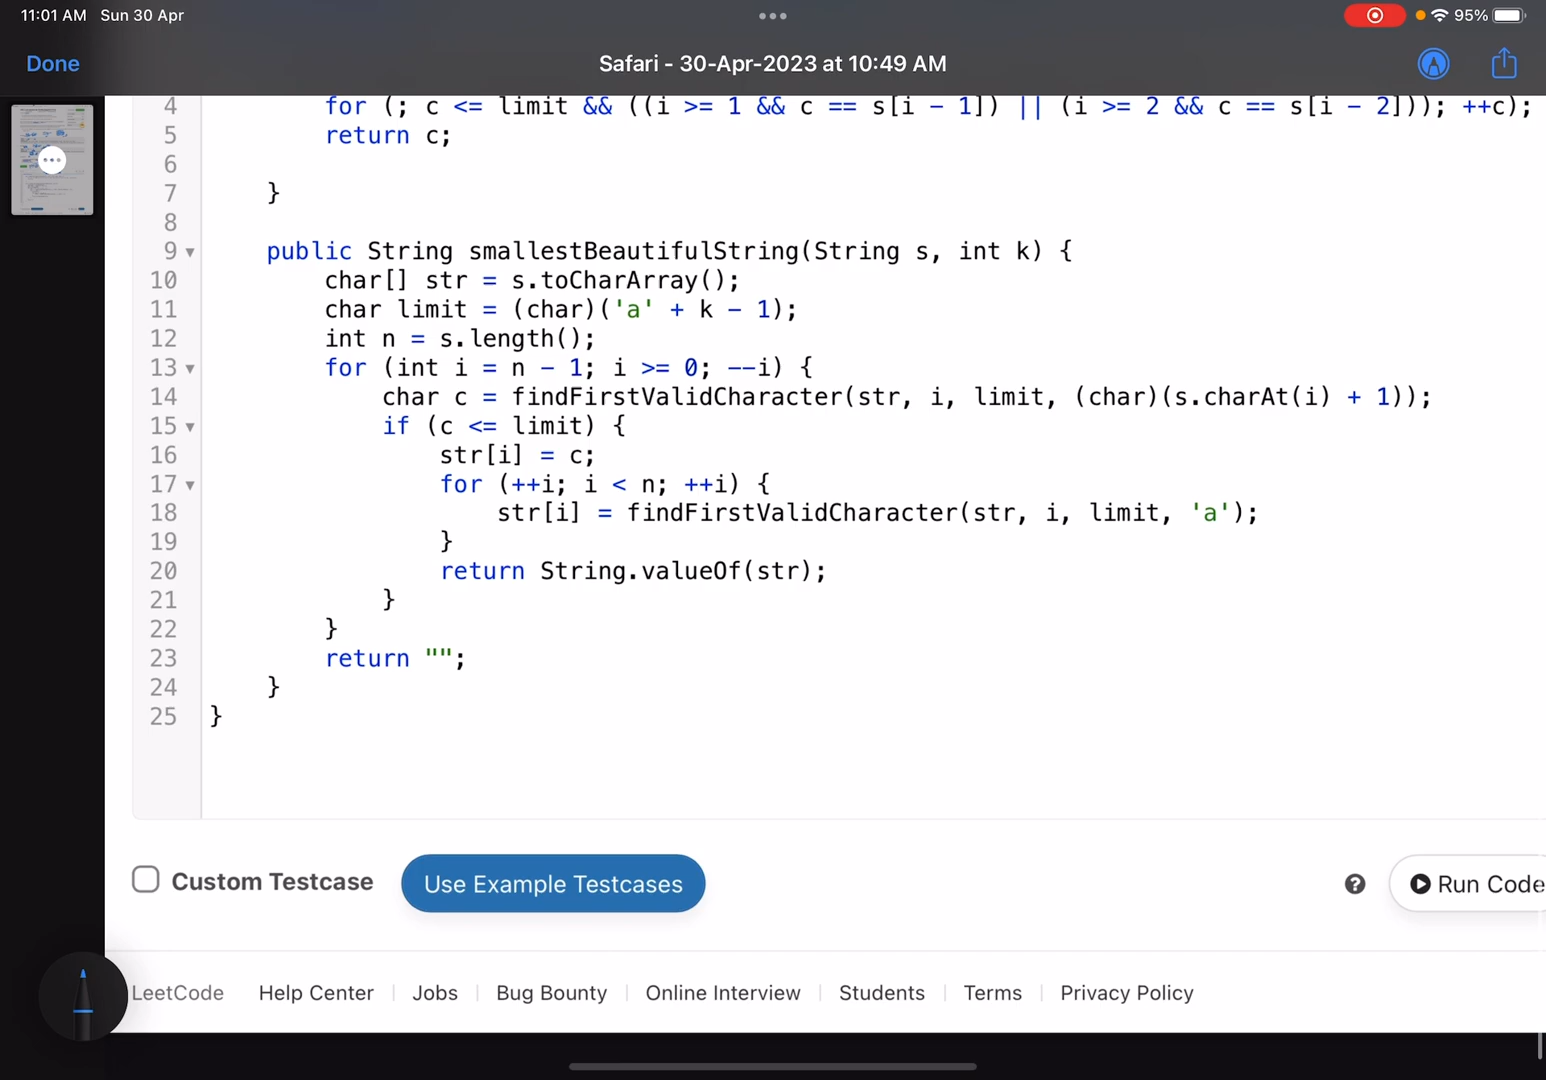 11:01 AM Sun 30 Apr
95%
Done
Safari - 30-Apr-2023 at 10:49 AM
4 for (; c <= limit && ((i >= 1 && c == s[i - 1]) || (i >= 2 && c == s[i - 2])); ++c);
5 return c;
6
7 }
8
9 public String smallestBeautifulString(String s, int k) {
10 char[] str = s.toCharArray();
11 char limit = (char)('a' + k - 1);
12 int n = s.length();
13 for (int i = n - 1; i >= 0; --i) {
14 char c = findFirstValidCharacter(str, i, limit, (char)(s.charAt(i) + 1));
15 if (c <= limit) {
16 str[i] = c;
17 for (++i; i < n; ++i) {
18 str[i] = findFirstValidCharacter(str, i, limit, 'a');
19 }
20 return String.valueOf(str);
21 }
22 }
23 return "";
24 }
25 }
Custom Testcase Use Example Testcases ? Run Code
LeetCode Help Center | Jobs | Bug Bounty | Online Interview | Students | Terms | Privacy Policy